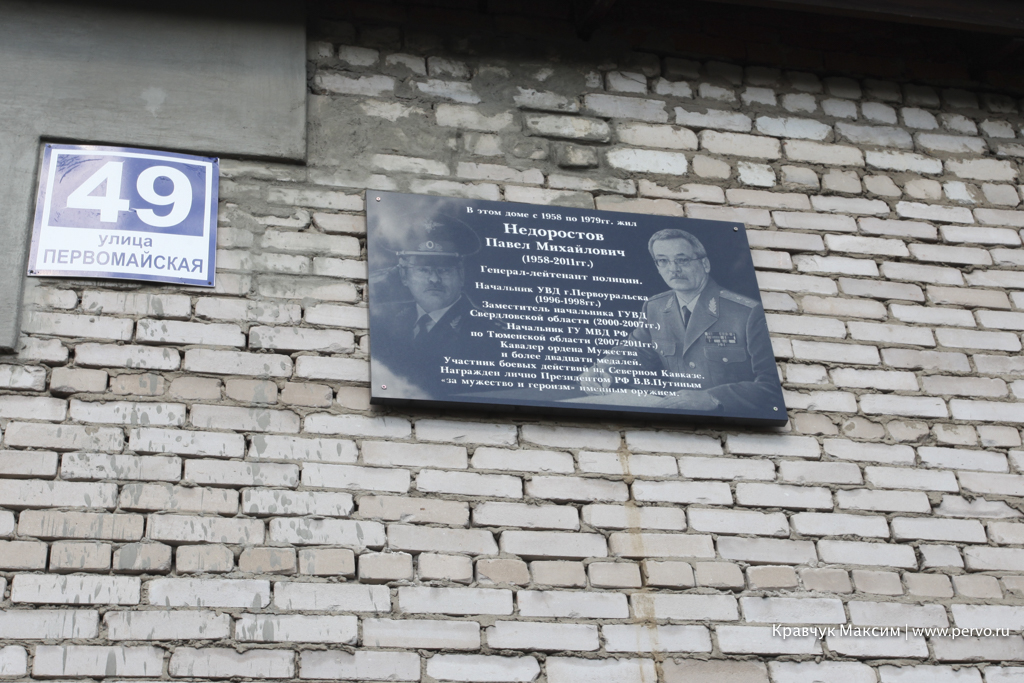 49
улица
ПЕРВОМАЙСКАЯ
В этом доме с 1958 по 1979гг. жил
Недоростов
Павел Михайлович
(1958-2011гг.)
Генерал-лейтенант полиции.
Начальник УВД г.Первоуральска
(1996-1998гг.)
Заместитель начальника ГУВД
Свердловской области (2000-2007гг.)
Начальник ГУ МВД РФ
по Тюменской области (2007-2011гг.)
Кавалер ордена Мужества
и более двадцати медалей.
Участник боевых действий на Северном Кавказе.
Награжден лично Президентом РФ В.В.Путиным
«за мужество и героизм» именным оружием.
Кравчук Максим | www.pervo.ru